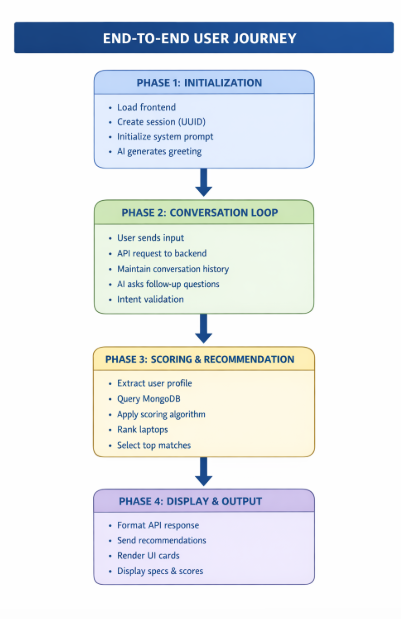 END-TO-END USER JOURNEY
PHASE 1: INITIALIZATION
• Load frontend
• Create session (UUID)
• Initialize system prompt
• AI generates greeting
PHASE 2: CONVERSATION LOOP
• User sends input
• API request to backend
• Maintain conversation history
• AI asks follow-up questions
• Intent validation
PHASE 3: SCORING & RECOMMENDATION
• Extract user profile
• Query MongoDB
• Apply scoring algorithm
• Rank laptops
• Select top matches
PHASE 4: DISPLAY & OUTPUT
• Format API response
• Send recommendations
• Render UI cards
• Display specs & scores